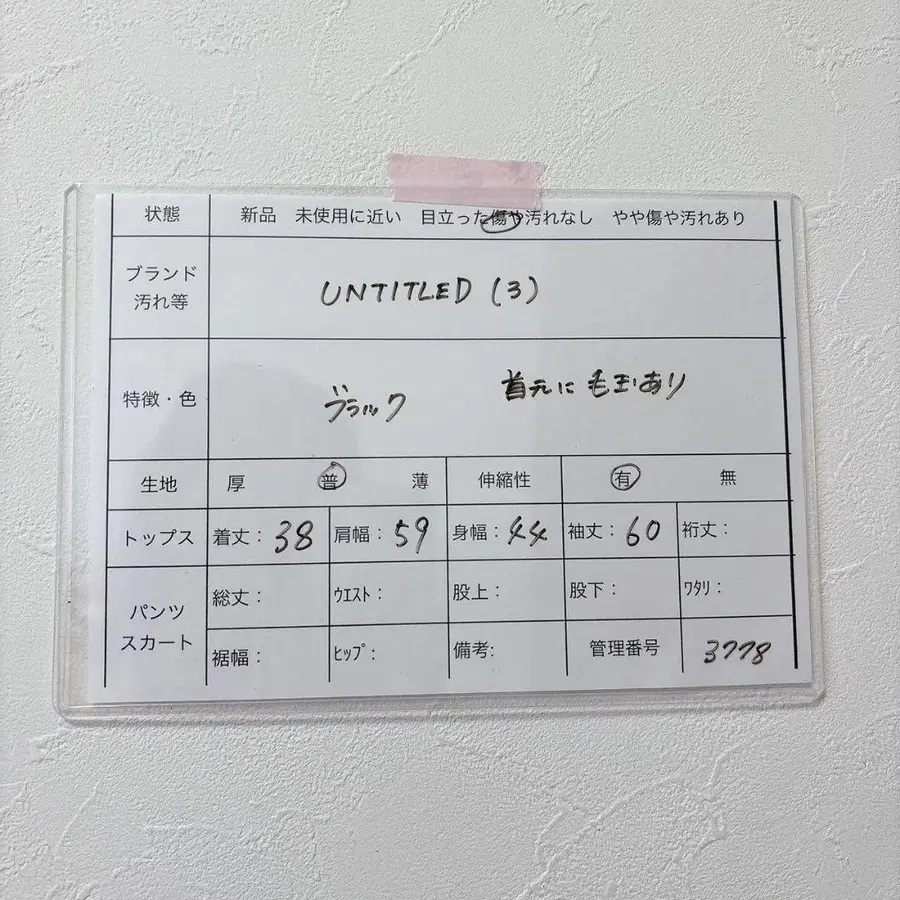 状態 新品 未使用に近い 目立った傷や汚れなし やや傷や汚れあり
ブランド
汚れ等
UNTITLED (3)
特徴・色 ブラック 首元に毛玉あり
生地 厚 普 薄 伸縮性 有 無
トップス 着丈：38 肩幅：59 身幅：44 袖丈：60 裄丈：
パンツ
スカート
総丈： ｳｴｽﾄ： 股上： 股下： ﾜﾀﾘ：
裾幅： ﾋｯﾌﾟ： 備考: 管理番号 3778